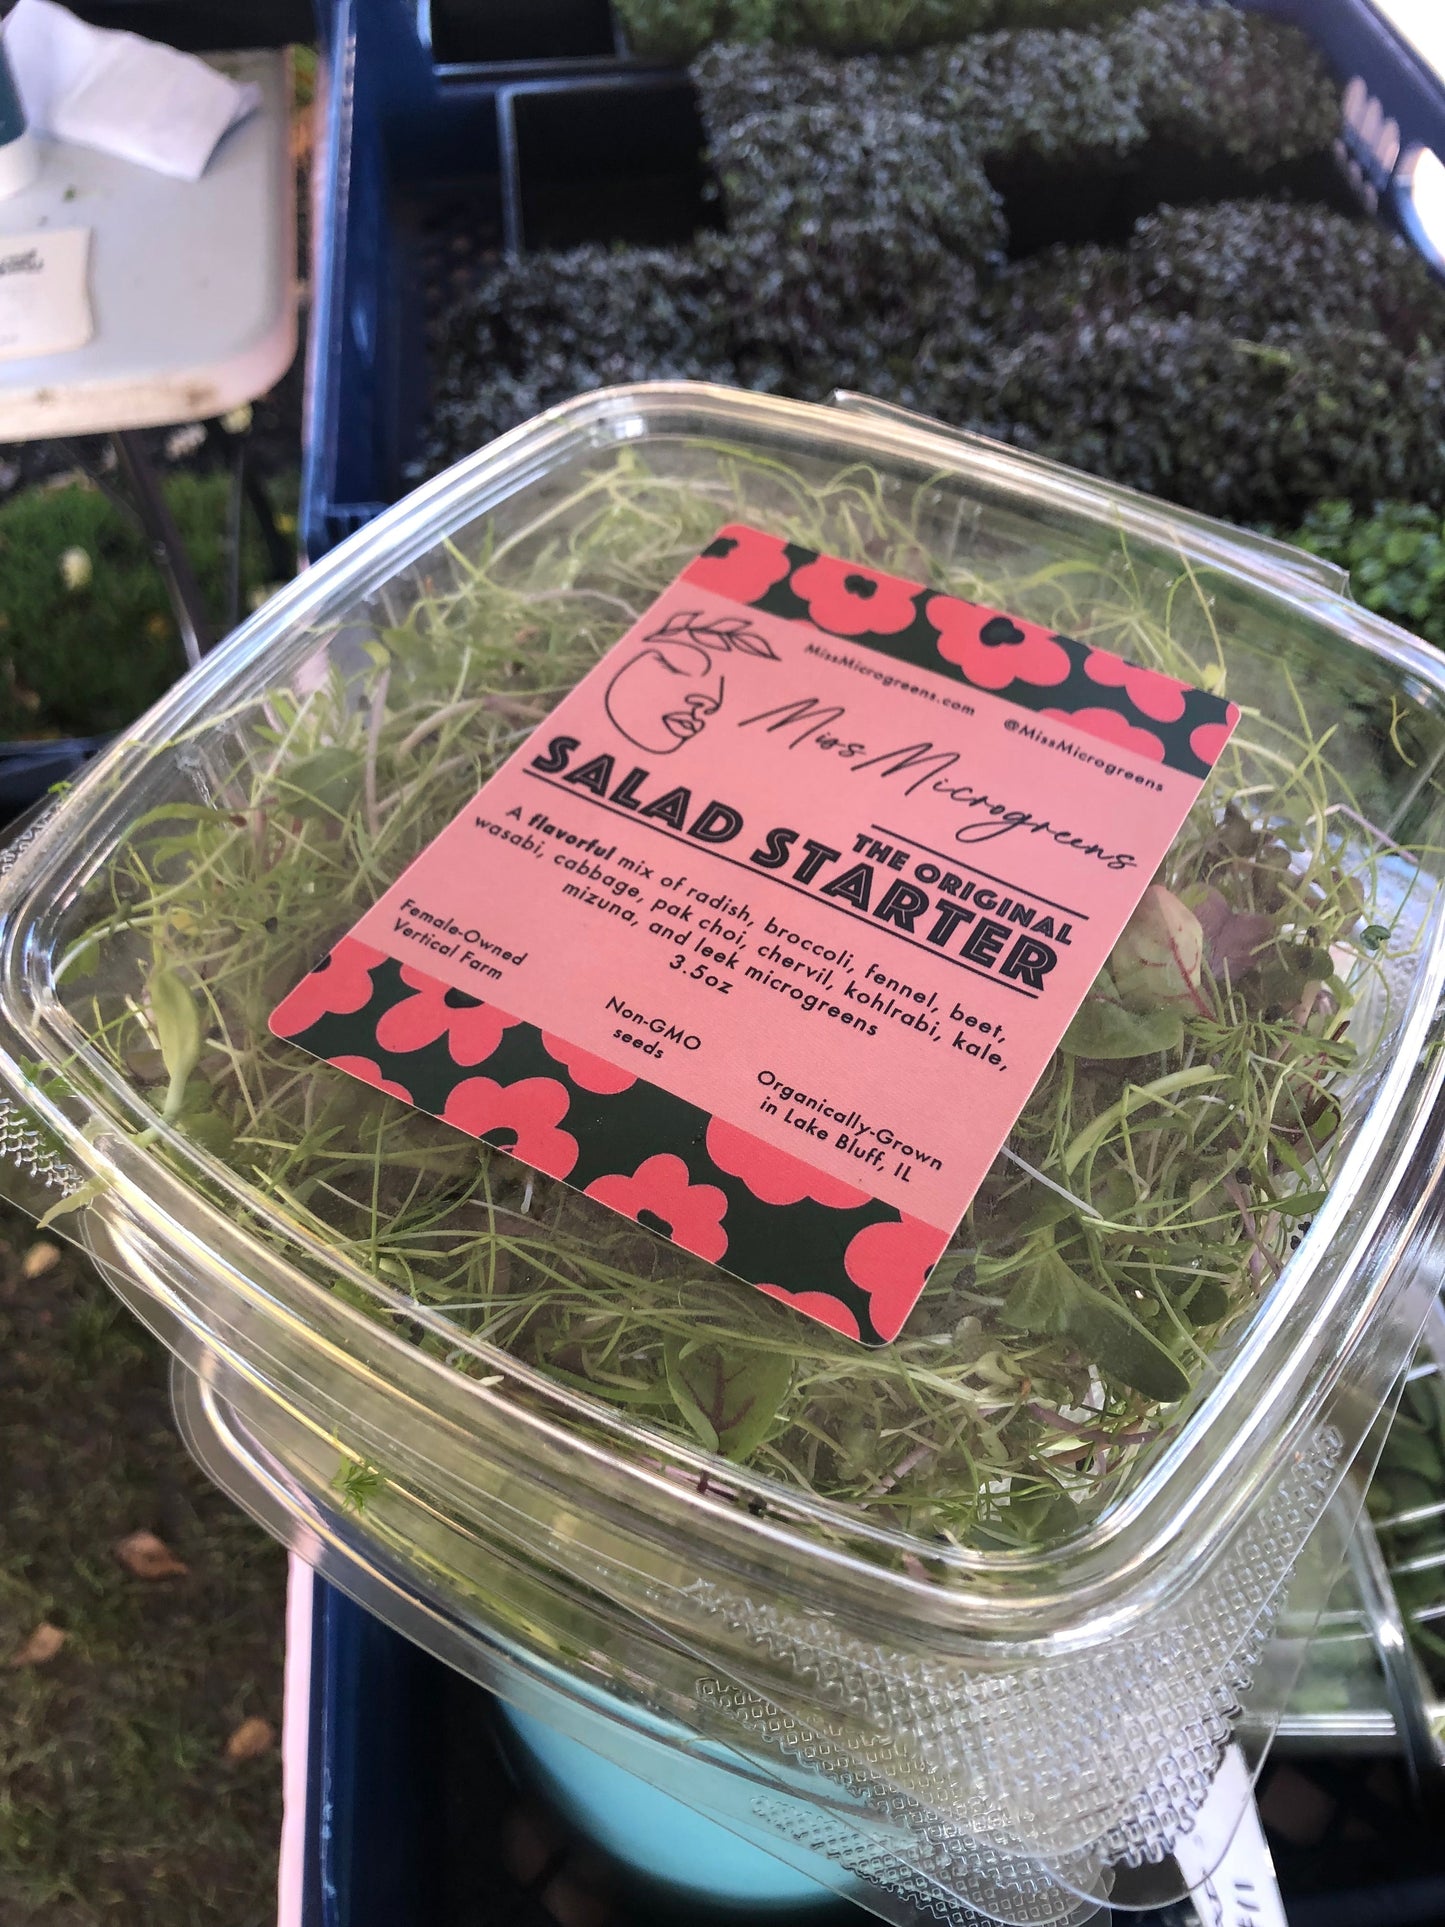 MissMicrogreens.com
@MissMicrogreens
Miss Microgreens
THE ORIGINAL
SALAD STARTER
A flavorful mix of radish, broccoli, fennel, beet,
wasabi, cabbage, pak choi, chervil, kohlrabi, kale,
mizuna, and leek microgreens
3.5oz
Female-Owned
Vertical Farm
Non-GMO
seeds
Organically-Grown
in Lake Bluff, IL